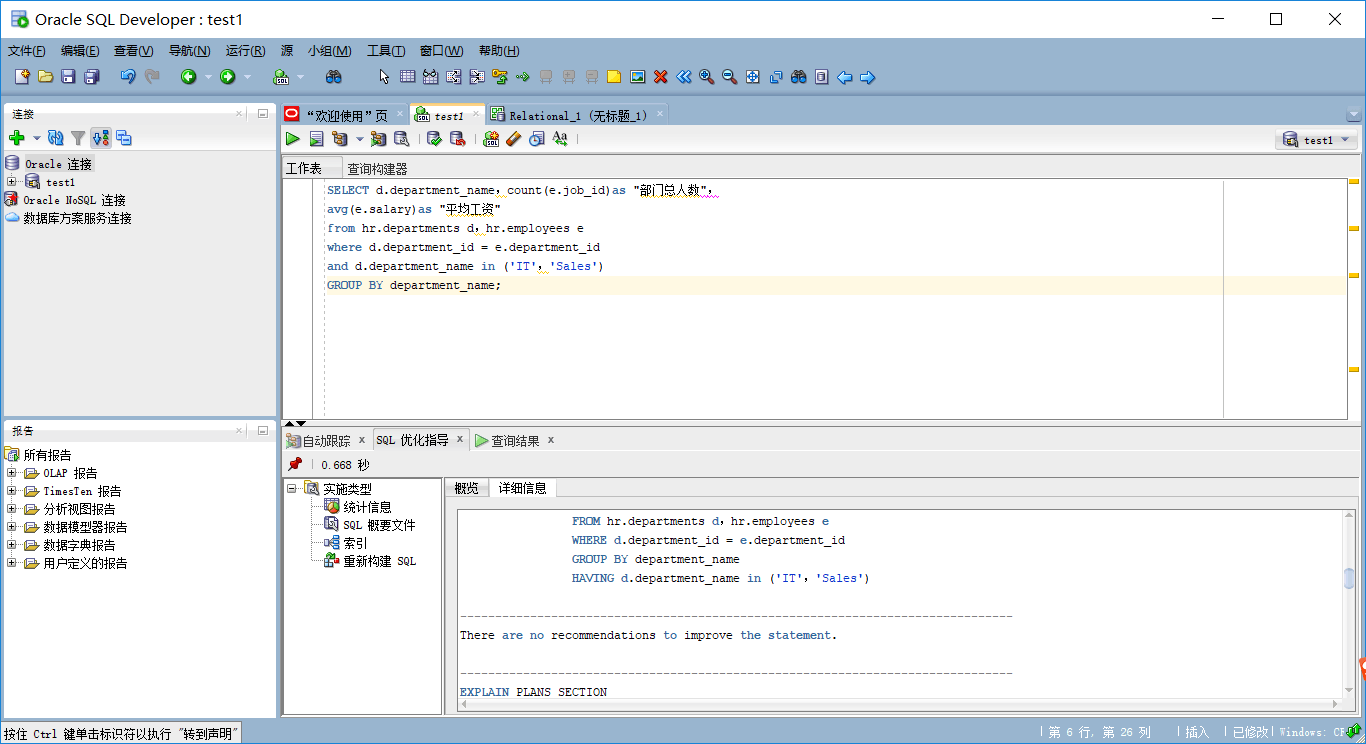 Oracle SQL Developer : test1
文件(F) 编辑(E) 查看(V) 导航(N) 运行(R) 源 小组(M) 工具(T) 窗口(W) 帮助(H)
连接
Oracle 连接
test1
Oracle NoSQL 连接
数据库方案服务连接
报告
所有报告
OLAP 报告
TimesTen 报告
分析视图报告
数据模型器报告
数据字典报告
用户定义的报告
“欢迎使用”页 test1 Relational_1 (无标题_1)
test1
工作表 查询构建器
SELECT d.department_name，count(e.job_id)as "部门总人数"，
avg(e.salary)as "平均工资"
from hr.departments d，hr.employees e
where d.department_id = e.department_id
and d.department_name in ('IT'，'Sales')
GROUP BY department_name;
自动跟踪 SQL 优化指导 查询结果
0.668 秒
实施类型
统计信息
SQL 概要文件
索引
重新构建 SQL
概览 详细信息
FROM hr.departments d，hr.employees e
WHERE d.department_id = e.department_id
GROUP BY department_name
HAVING d.department_name in ('IT'，'Sales')
-------------------------------------------------------------------------------
There are no recommendations to improve the statement.
-------------------------------------------------------------------------------
EXPLAIN PLANS SECTION
按住 Ctrl 键单击标识符以执行 "转到声明"
第 6 行, 第 26 列 插入 已修改 Windows: